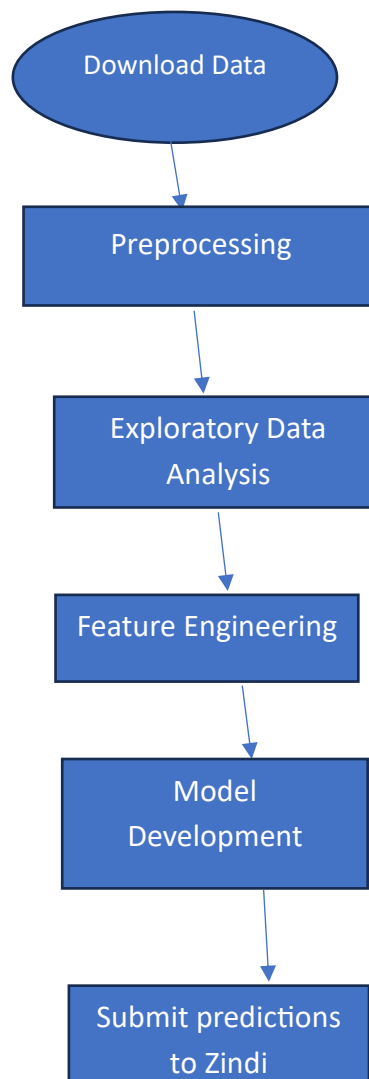 Download Data
Preprocessing
Exploratory Data
Analysis
Feature Engineering
Model
Development
Submit predictions
to Zindi